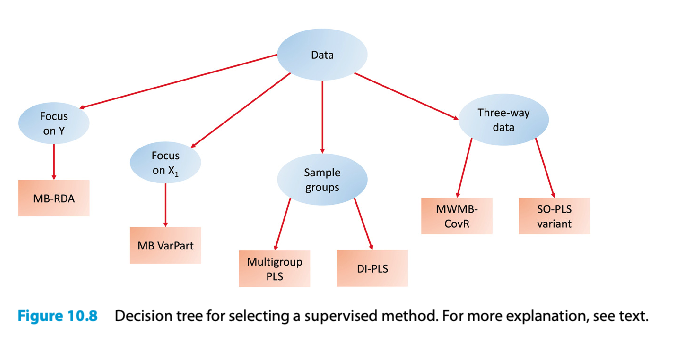 Data
Focus
on Y
Three-way
data
Focus
on X₁
Sample
groups
MB-RDA
MWMB-
CovR
SO-PLS
variant
MB VarPart
Multigroup
PLS
DI-PLS
Figure 10.8 Decision tree for selecting a supervised method. For more explanation, see text.